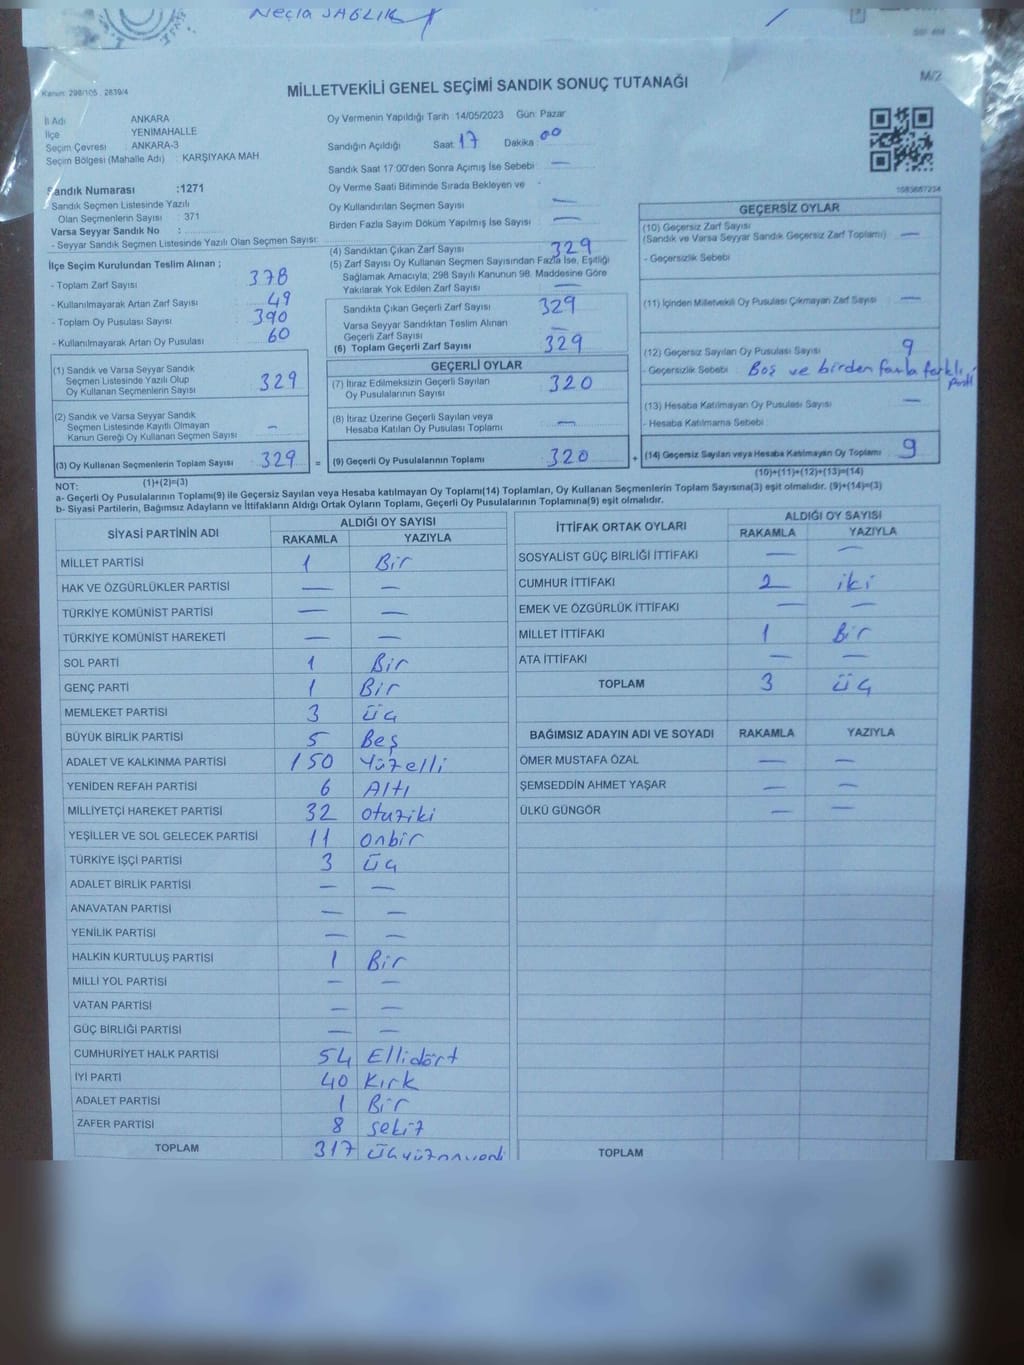 Necla SAĞLIK
Kanun: 298/105 , 2839/4
MİLLETVEKİLİ GENEL SEÇİMİ SANDIK SONUÇ TUTANAĞI
M/2
İl Adı ANKARA
İlçe YENİMAHALLE
Seçim Çevresi : ANKARA-3
Seçim Bölgesi (Mahalle Adı) : KARŞIYAKA MAH.
Sandık Numarası :1271
Sandık Seçmen Listesinde Yazılı
Olan Seçmenlerin Sayısı : 371
Varsa Seyyar Sandık No :
- Seyyar Sandık Seçmen Listesinde Yazılı Olan Seçmen Sayısı:
İlçe Seçim Kurulundan Teslim Alınan ;
- Toplam Zarf Sayısı : 378
- Kullanılmayarak Artan Zarf Sayısı : 49
- Toplam Oy Pusulası Sayısı : 390
- Kullanılmayarak Artan Oy Pusulası : 60
Oy Vermenin Yapıldığı Tarih :14/05/2023 Gün: Pazar
Sandığın Açıldığı Saat: 17 Dakika: 00
Sandık Saat 17:00'den Sonra Açımış İse Sebebi : —
Oy Verme Saati Bitiminde Sırada Bekleyen ve -
Oy Kullandırılan Seçmen Sayısı —
Birden Fazla Sayım Döküm Yapılmış İse Sayısı —
(4) Sandıktan Çıkan Zarf Sayısı 329
(5) Zarf Sayısı Oy Kullanan Seçmen Sayısından Fazla İse, Eşitliği
Sağlamak Amacıyla; 298 Sayılı Kanunun 98. Maddesine Göre
Yakılarak Yok Edilen Zarf Sayısı —
Sandıkta Çıkan Geçerli Zarf Sayısı 329
Varsa Seyyar Sandıktan Teslim Alınan
Geçerli Zarf Sayısı —
(6) Toplam Geçerli Zarf Sayısı 329
1583687234
GEÇERSİZ OYLAR
(10) Geçersiz Zarf Sayısı
(Sandık ve Varsa Seyyar Sandık Geçersiz Zarf Toplamı) —
- Geçersizlik Sebebi
(11) İçinden Milletvekili Oy Pusulası Çıkmayan Zarf Sayısı —
(12) Geçersiz Sayılan Oy Pusulası Sayısı 9
- Geçersizlik Sebebi : Boş ve birden fazla farklı parti
(13) Hesaba Katılmayan Oy Pusulası Sayısı —
- Hesaba Katılmama Sebebi :
(14) Geçersiz Sayılan veya Hesaba Katılmayan Oy Toplamı 9
(10)+(11)+(12)+(13)=(14)
(1) Sandık ve Varsa Seyyar Sandık
Seçmen Listesinde Yazılı Olup
Oy Kullanan Seçmenlerin Sayısı 329
(2) Sandık ve Varsa Seyyar Sandık
Seçmen Listesinde Kayıtlı Olmayan
Kanun Gereği Oy Kullanan Seçmen Sayısı —
(3) Oy Kullanan Seçmenlerin Toplam Sayısı 329 =
(1)+(2)=(3)
GEÇERLİ OYLAR
(7) İtiraz Edilmeksizin Geçerli Sayılan
Oy Pusulalarının Sayısı 320
(8) İtiraz Üzerine Geçerli Sayılan veya
Hesaba Katılan Oy Pusulası Toplamı —
(9) Geçerli Oy Pusulalarının Toplamı 320 +
NOT:
a- Geçerli Oy Pusulalarının Toplamı(9) ile Geçersiz Sayılan veya Hesaba katılmayan Oy Toplamı(14) Toplamları, Oy Kullanan Seçmenlerin Toplam Sayısına(3) eşit olmalıdır. (9)+(14)=(3)
b- Siyasi Partilerin, Bağımsız Adayların ve İttifakların Aldığı Ortak Oyların Toplamı, Geçerli Oy Pusulalarının Toplamına(9) eşit olmalıdır.
SİYASİ PARTİNİN ADI
ALDIĞI OY SAYISI
RAKAMLA YAZIYLA
MİLLET PARTİSİ 1 Bir
HAK VE ÖZGÜRLÜKLER PARTİSİ — —
TÜRKİYE KOMÜNİST PARTİSİ — —
TÜRKİYE KOMÜNİST HAREKETİ — —
SOL PARTİ 1 Bir
GENÇ PARTİ 1 Bir
MEMLEKET PARTİSİ 3 üç
BÜYÜK BİRLİK PARTİSİ 5 Beş
ADALET VE KALKINMA PARTİSİ 150 Yüzelli
YENİDEN REFAH PARTİSİ 6 Altı
MİLLİYETÇİ HAREKET PARTİSİ 32 otuziki
YEŞİLLER VE SOL GELECEK PARTİSİ 11 onbir
TÜRKİYE İŞÇİ PARTİSİ 3 üç
ADALET BİRLİK PARTİSİ — —
ANAVATAN PARTİSİ — —
YENİLİK PARTİSİ — —
HALKIN KURTULUŞ PARTİSİ 1 Bir
MİLLİ YOL PARTİSİ — —
VATAN PARTİSİ — —
GÜÇ BİRLİĞİ PARTİSİ — —
CUMHURİYET HALK PARTİSİ 54 Ellidört
İYİ PARTİ 40 Kırk
ADALET PARTİSİ 1 Bir
ZAFER PARTİSİ 8 sekiz
TOPLAM 317 üçyüzonyedi
İTTİFAK ORTAK OYLARI
ALDIĞI OY SAYISI
RAKAMLA YAZIYLA
SOSYALİST GÜÇ BİRLİĞİ İTTİFAKI — —
CUMHUR İTTİFAKI 2 iki
EMEK VE ÖZGÜRLÜK İTTİFAKI — —
MİLLET İTTİFAKI 1 Bir
ATA İTTİFAKI — —
TOPLAM 3 üç
BAĞIMSIZ ADAYIN ADI VE SOYADI RAKAMLA YAZIYLA
ÖMER MUSTAFA ÖZAL — —
ŞEMSEDDİN AHMET YAŞAR — —
ÜLKÜ GÜNGÖR — —
TOPLAM